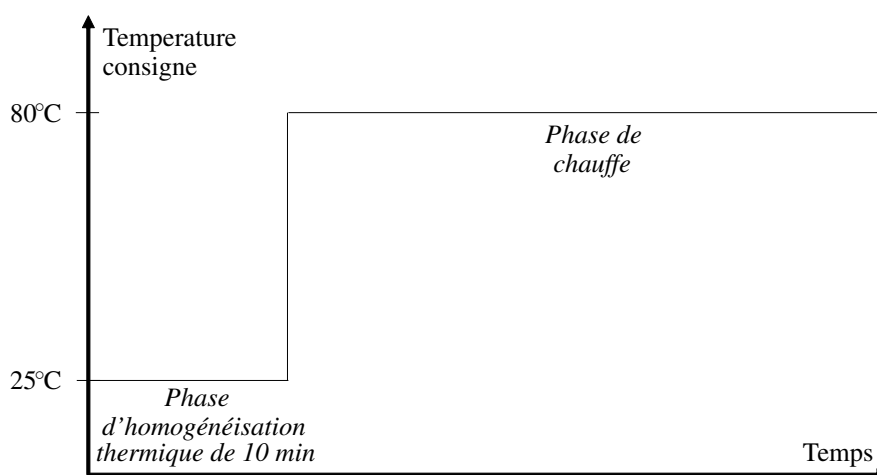 Temperature
consigne
80°C
Phase de
chauffe
25°C
Phase
d'homogénéisation
thermique de 10 min
Temps